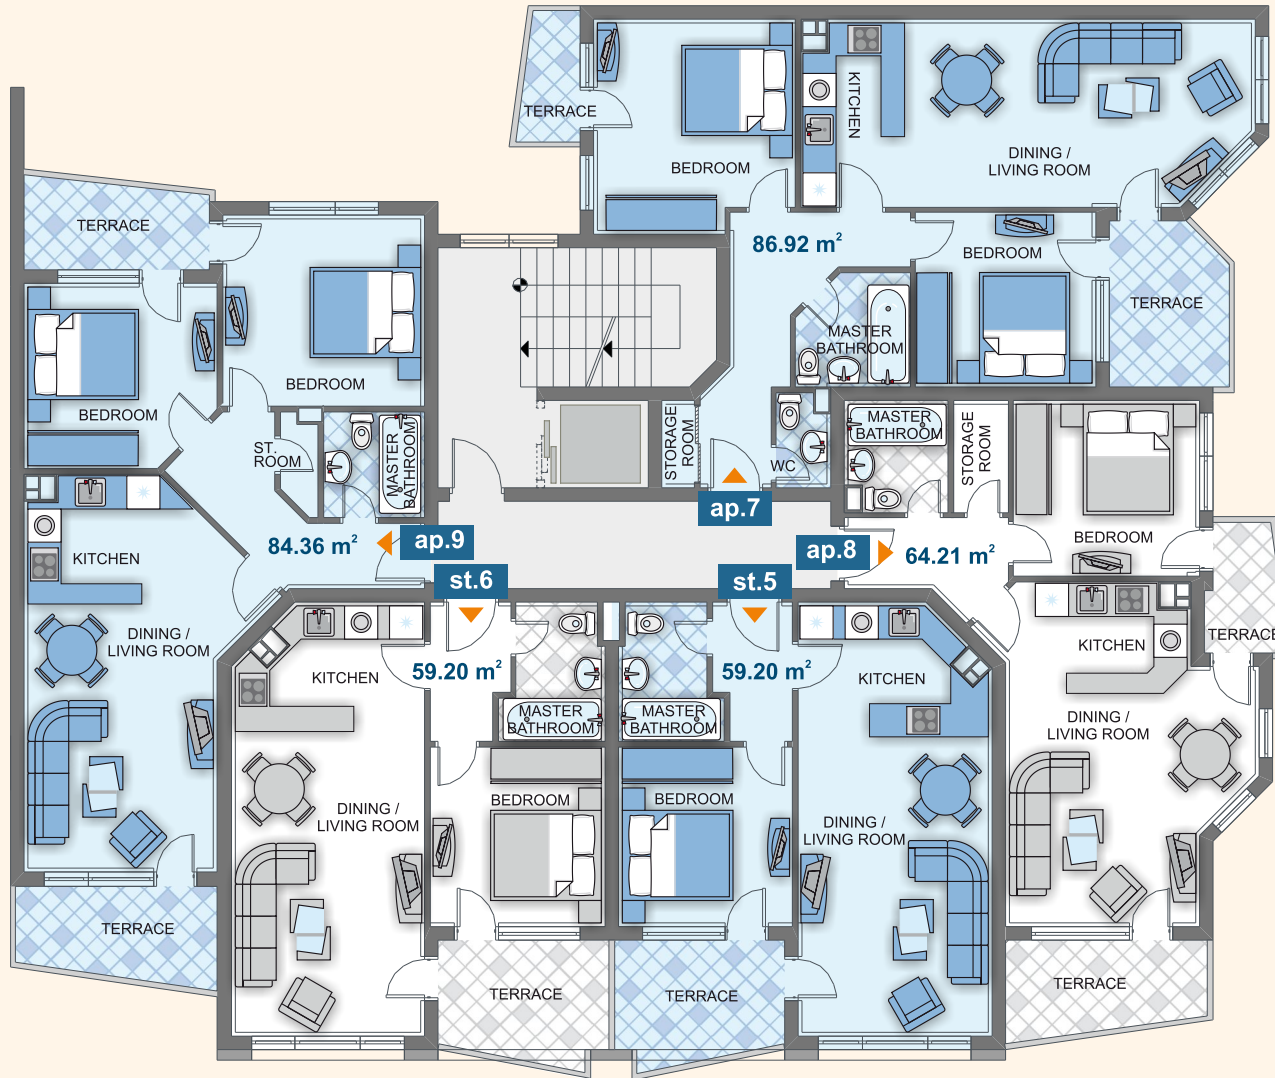 TERRACE
BEDROOM
KITCHEN
DINING /
LIVING ROOM
86.92 m²
BEDROOM
TERRACE
MASTER
BATHROOM
STORAGE
ROOM
WC
ap.7
TERRACE
BEDROOM
BEDROOM
ST.
ROOM
MASTER
BATHROOM
84.36 m²
ap.9
KITCHEN
DINING /
LIVING ROOM
TERRACE
MASTER
BATHROOM
STORAGE
ROOM
BEDROOM
ap.8
64.21 m²
KITCHEN
TERRACE
DINING /
LIVING ROOM
TERRACE
st.6
59.20 m²
KITCHEN
MASTER
BATHROOM
DINING /
LIVING ROOM
BEDROOM
TERRACE
st.5
59.20 m²
KITCHEN
MASTER
BATHROOM
BEDROOM
DINING /
LIVING ROOM
TERRACE